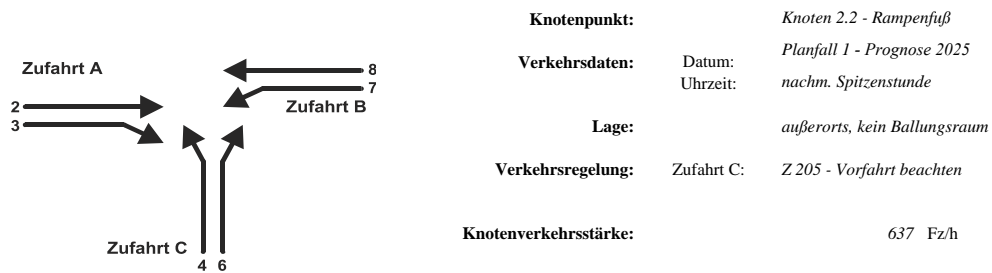 Zufahrt A
2
3
8
7
Zufahrt B
Zufahrt C
4 6
Knotenpunkt: Knoten 2.2 - Rampenfuß
Verkehrsdaten: Datum: Planfall 1 - Prognose 2025
Uhrzeit: nachm. Spitzenstunde
Lage: außerorts, kein Ballungsraum
Verkehrsregelung: Zufahrt C: Z 205 - Vorfahrt beachten
Knotenverkehrsstärke: 637 Fz/h